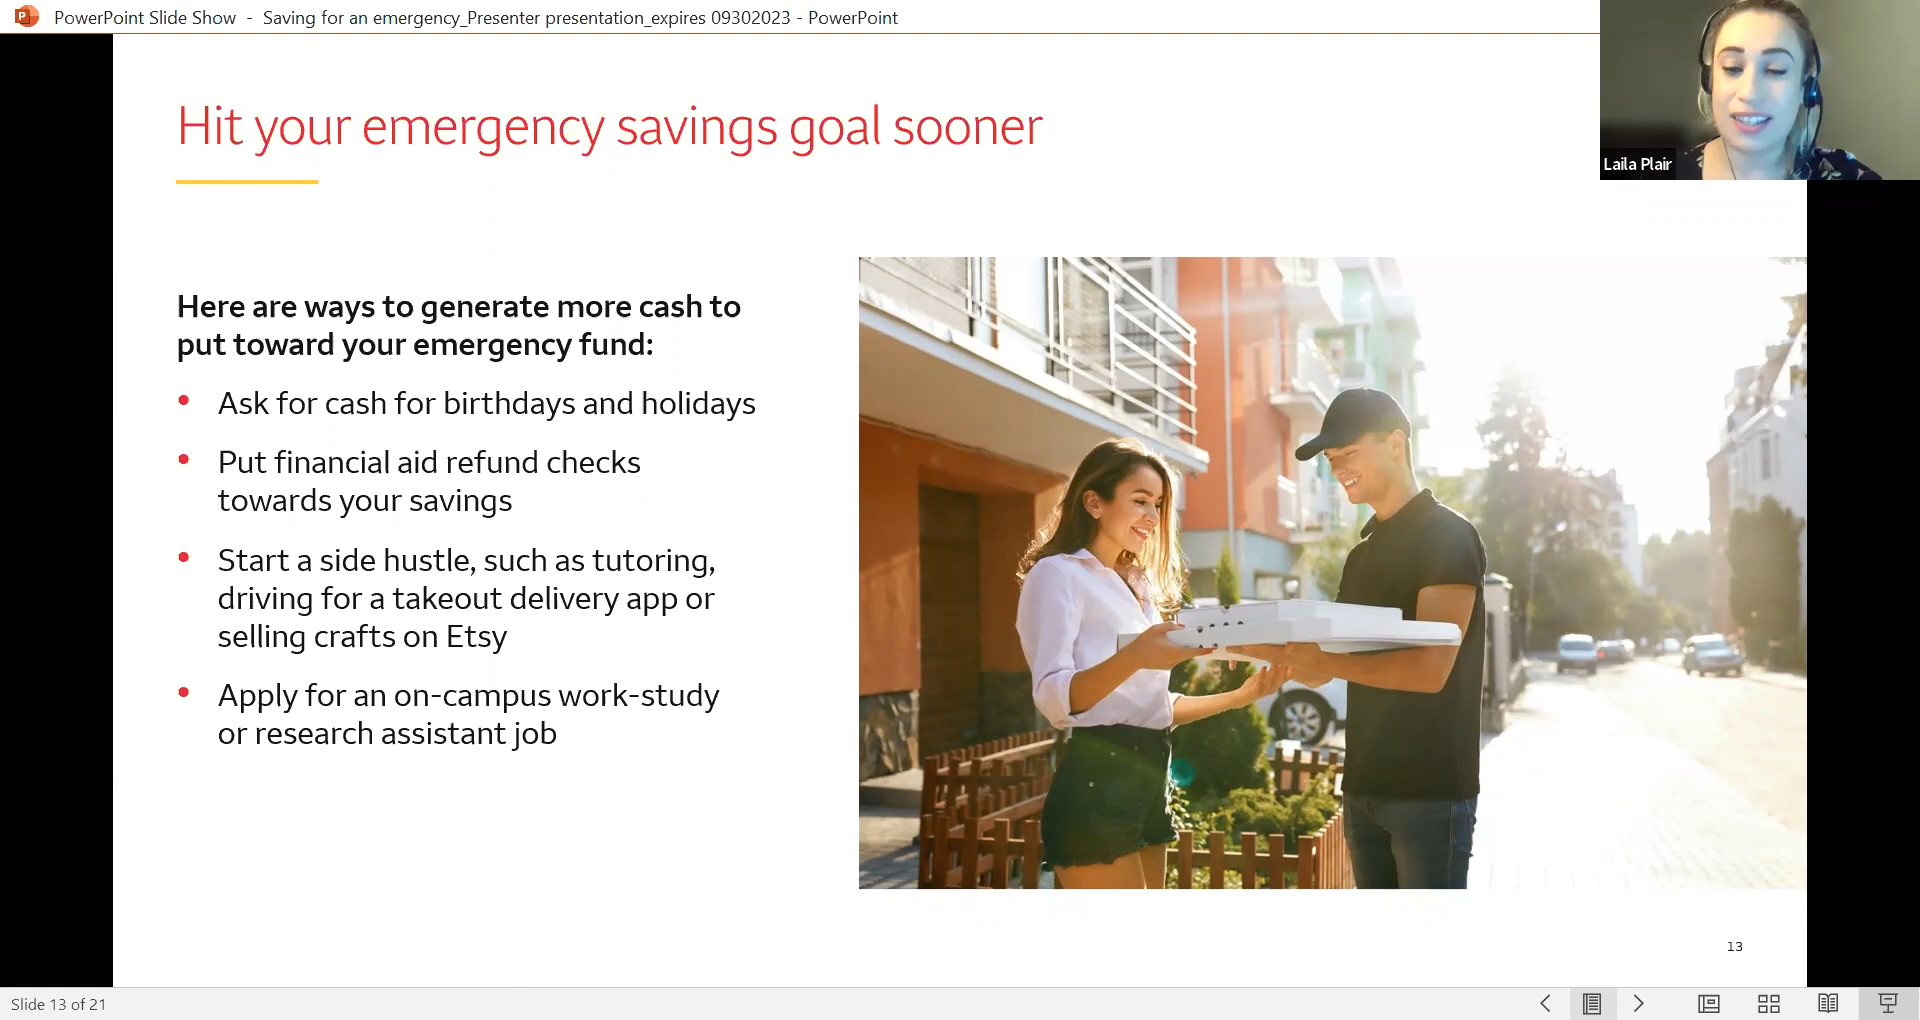 PowerPoint Slide Show - Saving for an emergency_Presenter presentation_expires 09302023 - PowerPoint
Laila Plair
Hit your emergency savings goal sooner
Here are ways to generate more cash to
put toward your emergency fund:
• Ask for cash for birthdays and holidays
• Put financial aid refund checks
towards your savings
• Start a side hustle, such as tutoring,
driving for a takeout delivery app or
selling crafts on Etsy
• Apply for an on-campus work-study
or research assistant job
13
Slide 13 of 21